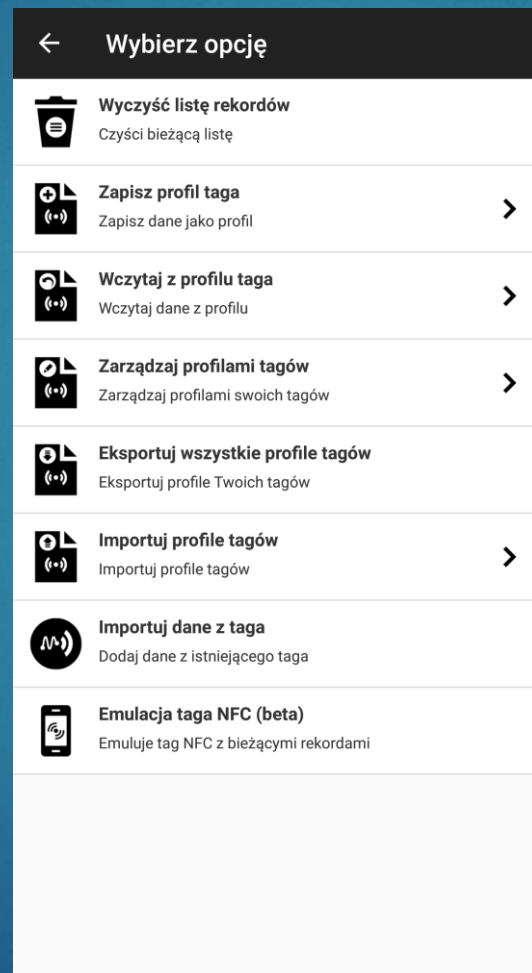 Wybierz opcję
Wyczyść listę rekordów
Czyści bieżącą listę
Zapisz profil taga
Zapisz dane jako profil
Wczytaj z profilu taga
Wczytaj dane z profilu
Zarządzaj profilami tagów
Zarządzaj profilami swoich tagów
Eksportuj wszystkie profile tagów
Eksportuj profile Twoich tagów
Importuj profile tagów
Importuj profile tagów
Importuj dane z taga
Dodaj dane z istniejącego taga
Emulacja taga NFC (beta)
Emuluje tag NFC z bieżącymi rekordami